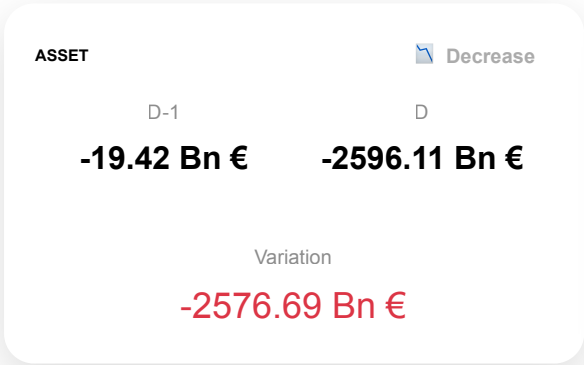 ASSET
Decrease
D-1
D
-19.42 Bn €
-2596.11 Bn €
Variation
-2576.69 Bn €